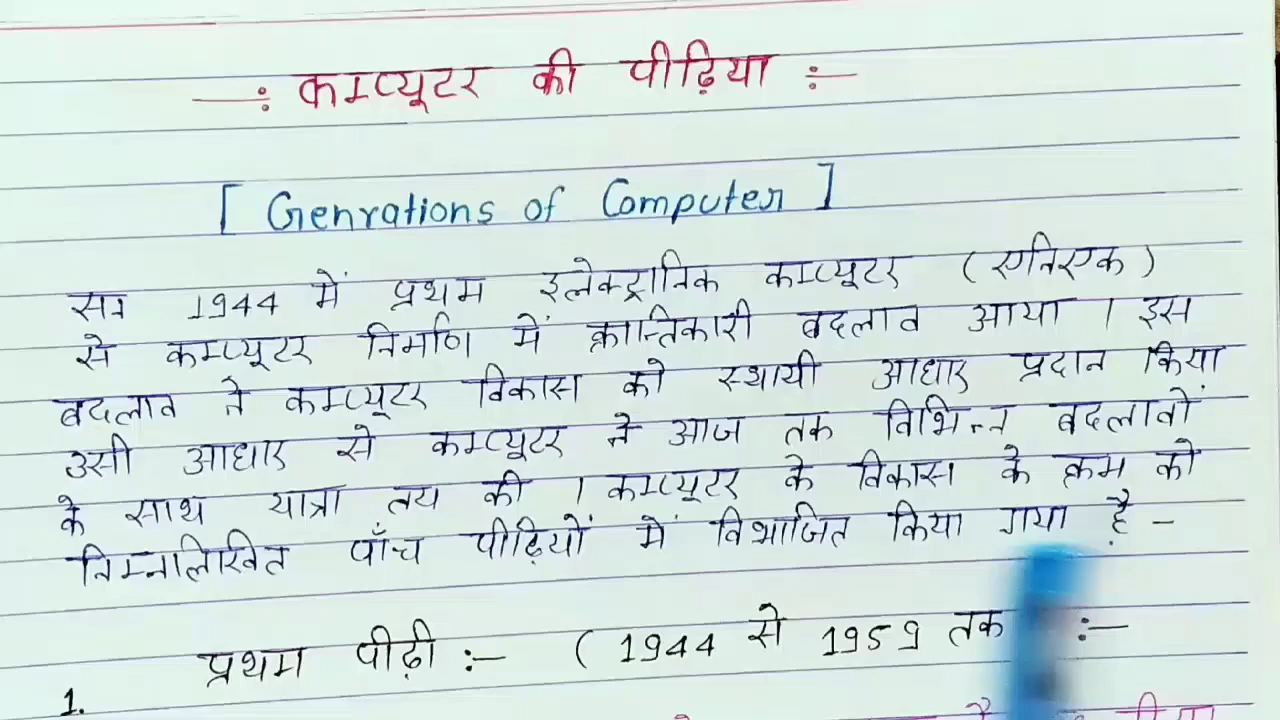 —: कम्प्यूटर की पीढ़िया :—
[ Genrations of Computer ]
सन 1944 में प्रथम इलेक्ट्रानिक कम्प्यूटर (एनिएक)
से कम्प्यूटर निर्माण में क्रान्तिकारी बदलाव आया । इस
बदलाव ने कम्प्यूटर विकास को स्थायी आधार प्रदान किया
उसी आधार से कम्प्यूटर ने आज तक विभिन्न बदलावों
के साथ यात्रा तय की । कम्प्यूटर के विकास के क्रम को
निम्नलिखित पाँच पीढ़ियों में विभाजित किया गया है –
प्रथम पीढ़ी :– ( 1944 से 1959 तक :—
1.